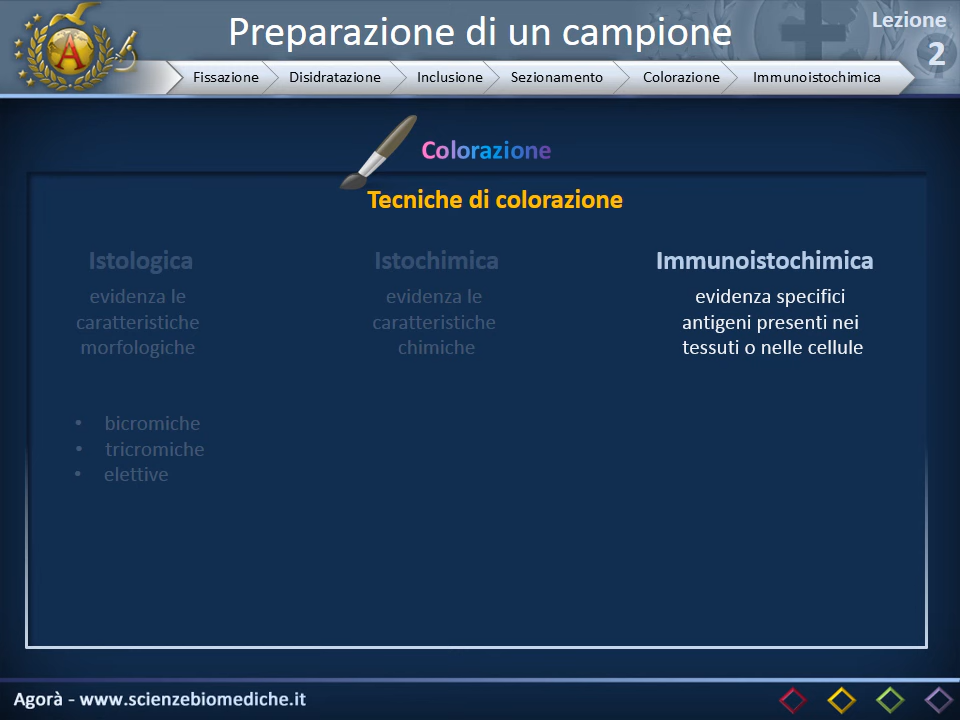 Preparazione di un campione
Lezione
2
A
Fissazione
Disidratazione
Inclusione
Sezionamento
Colorazione
Immunoistochimica
Colorazione
Tecniche di colorazione
Istologica
evidenza le
caratteristiche
morfologiche
• bicromiche
• tricromiche
• elettive
Istochimica
evidenza le
caratteristiche
chimiche
Immunoistochimica
evidenza specifici
antigeni presenti nei
tessuti o nelle cellule
Agorà - www.scienzebiomediche.it